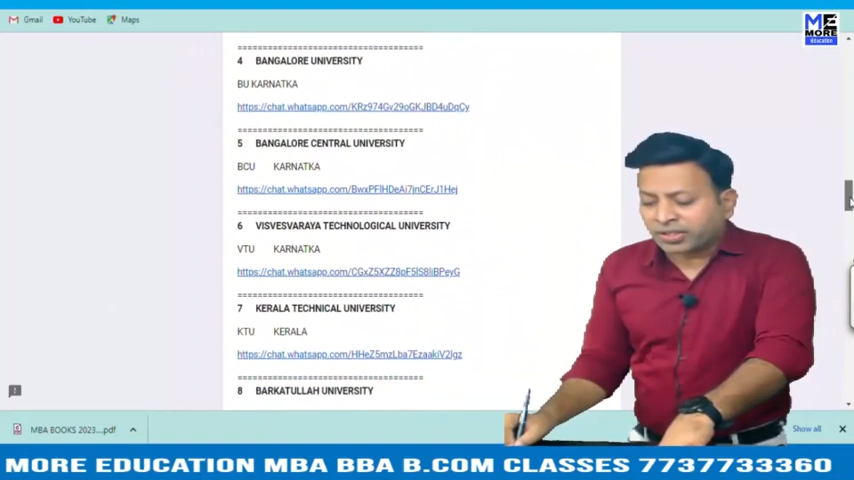 Gmail YouTube Maps
ME
MORE
Education
====================================
4 BANGALORE UNIVERSITY
BU KARNATKA
https://chat.whatsapp.com/KRz974Gv29oGKJBD4uDqCy
====================================
5 BANGALORE CENTRAL UNIVERSITY
BCU KARNATKA
https://chat.whatsapp.com/BwxPFlHDeAi7jnCErJ1Hej
====================================
6 VISVESVARAYA TECHNOLOGICAL UNIVERSITY
VTU KARNATKA
https://chat.whatsapp.com/CGxZ5XZZ8pF5lS8liBPeyG
====================================
7 KERALA TECHNICAL UNIVERSITY
KTU KERALA
https://chat.whatsapp.com/HHeZ5mzLba7EzaakiV2lgz
====================================
8 BARKATULLAH UNIVERSITY
MBA BOOKS 2023....pdf
Show all
MORE EDUCATION MBA BBA B.COM CLASSES 7737733360